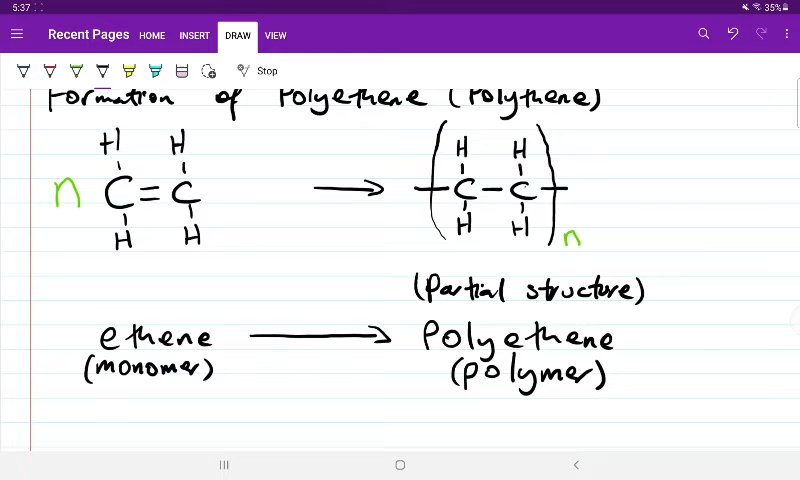 5:37
35%
Recent Pages HOME INSERT DRAW VIEW
Stop
Formation of Polyethene (Polythene)
H H H H
n C = C → ( - C - C - )
H H H H n
(Partial structure)
ethene → Polyethene
(monomer) (polymer)